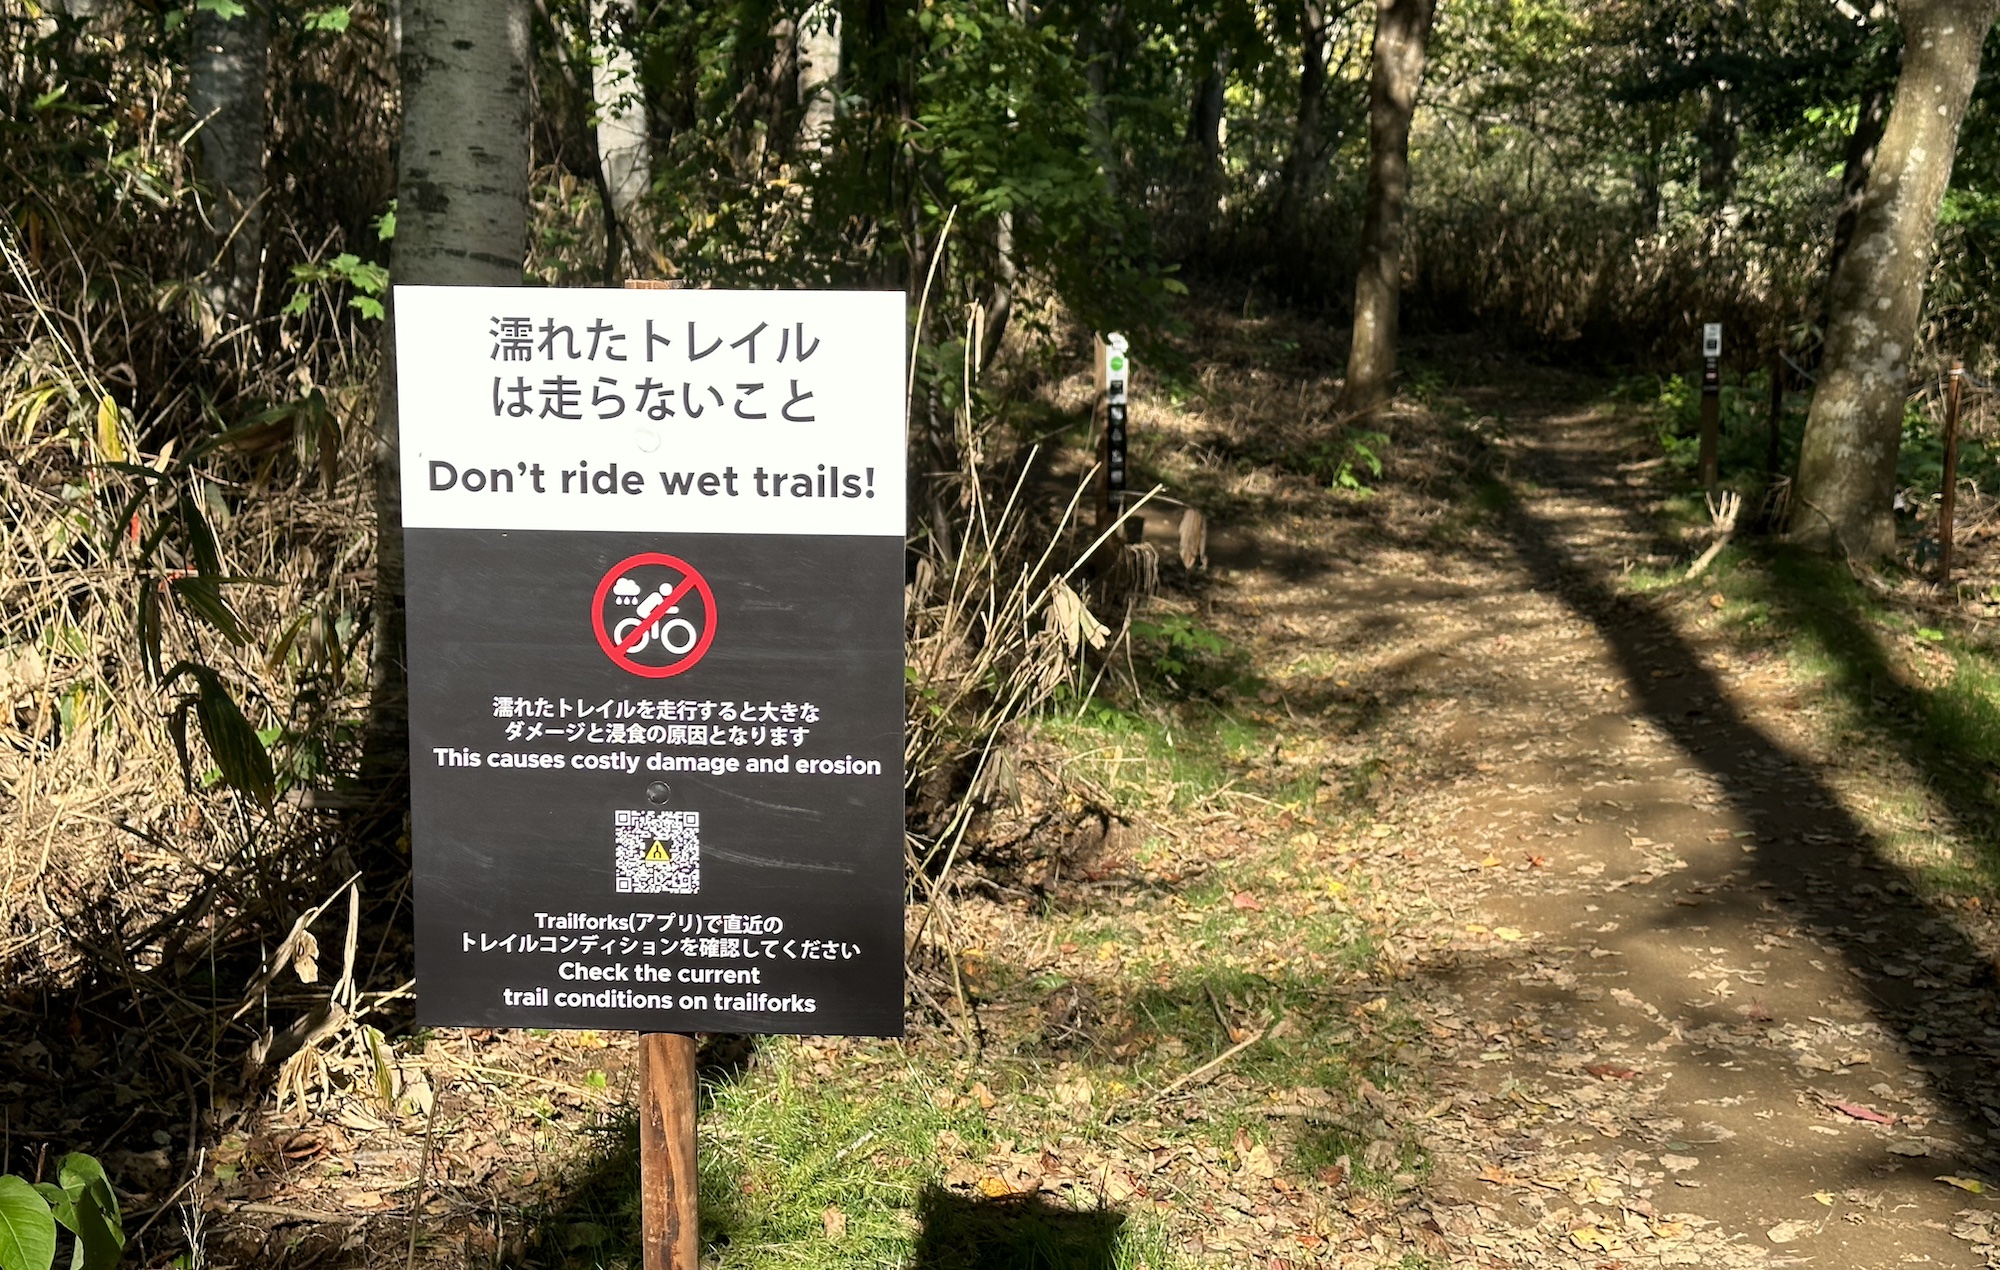 濡れたトレイル
は走らないこと
Don't ride wet trails!
濡れたトレイルを走行すると大きな
ダメージと浸食の原因となります
This causes costly damage and erosion
Trailforks(アプリ)で直近の
トレイルコンディションを確認してください
Check the current
trail conditions on trailforks